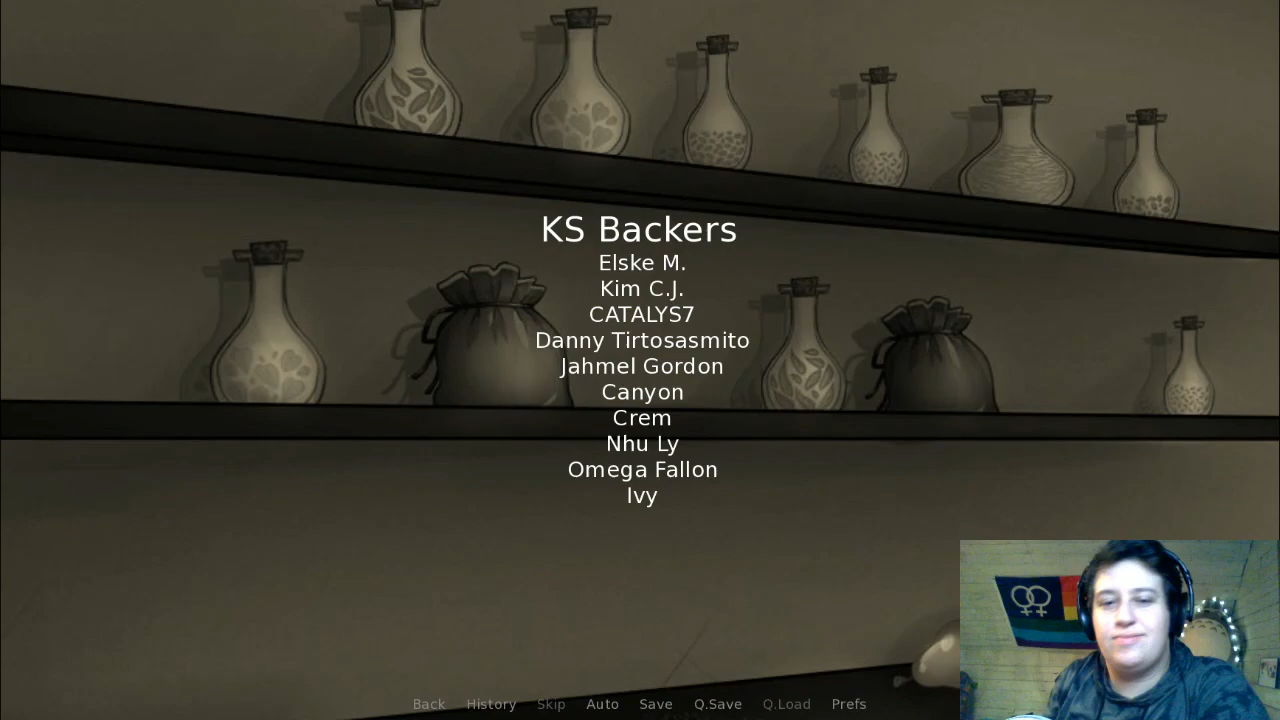 KS Backers
Elske M.
Kim C.J.
CATALYS7
Danny Tirtosasmito
Jahmel Gordon
Canyon
Crem
Nhu Ly
Omega Fallon
Ivy
Back History Skip Auto Save Q.Save Q.Load Prefs